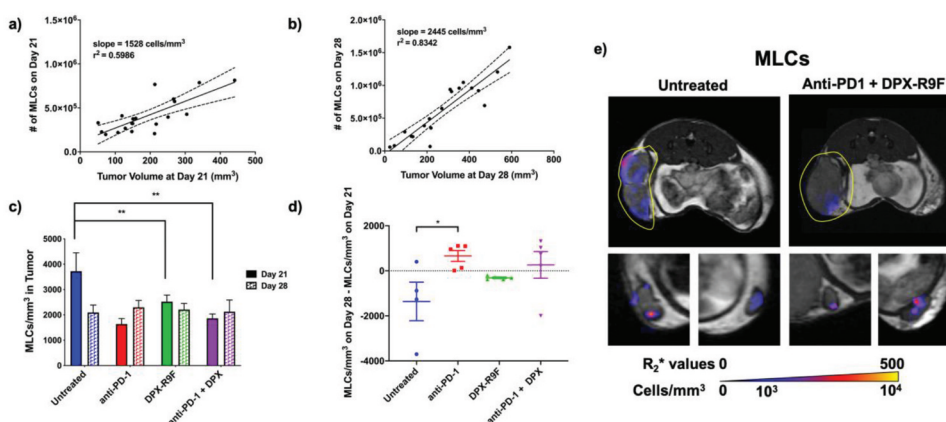 a)
# of MLCs on Day 21
1.5×10⁶
1.0×10⁶
5.0×10⁵
0
slope = 1528 cells/mm³
r² = 0.5986
0 100 200 300 400 500
Tumor Volume at Day 21 (mm³)
b)
# of MLCs on Day 28
2.0×10⁶
1.5×10⁶
1.0×10⁶
5.0×10⁵
0
slope = 2445 cells/mm³
r² = 0.8342
0 200 400 600 800
Tumor Volume at Day 28 (mm³)
c)
MLCs/mm³ in Tumor
5000
4000
3000
2000
1000
0
**
**
Day 21
Day 28
Untreated
anti-PD-1
DPX-R9F
anti-PD-1 + DPX
d)
MLCs/mm³ on Day 28 - MLCs/mm³ on Day 21
2000
0
-2000
-4000
*
Untreated
anti-PD-1
DPX-R9F
anti-PD-1 + DPX
e)
MLCs
Untreated
Anti-PD1 + DPX-R9F
R₂* values 0 500
Cells/mm³ 0 10³ 10⁴